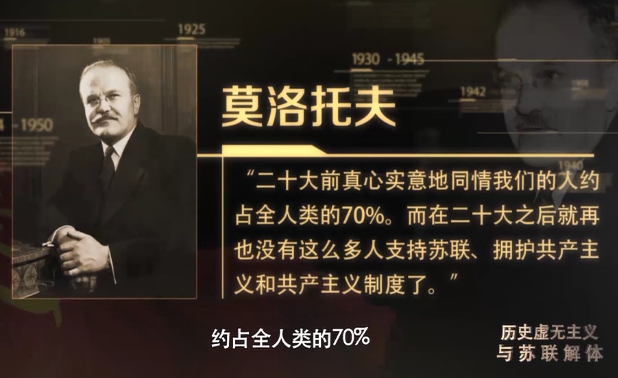 1916
1925
1930 - 1945
1942
1940
1950
莫洛托夫
“二十大前真心实意地同情我们的人约
占全人类的70%。而在二十大之后就再
也没有这么多人支持苏联、拥护共产主
义和共产主义制度了。”
约占全人类的70%
历史虚无主义
与苏联解体